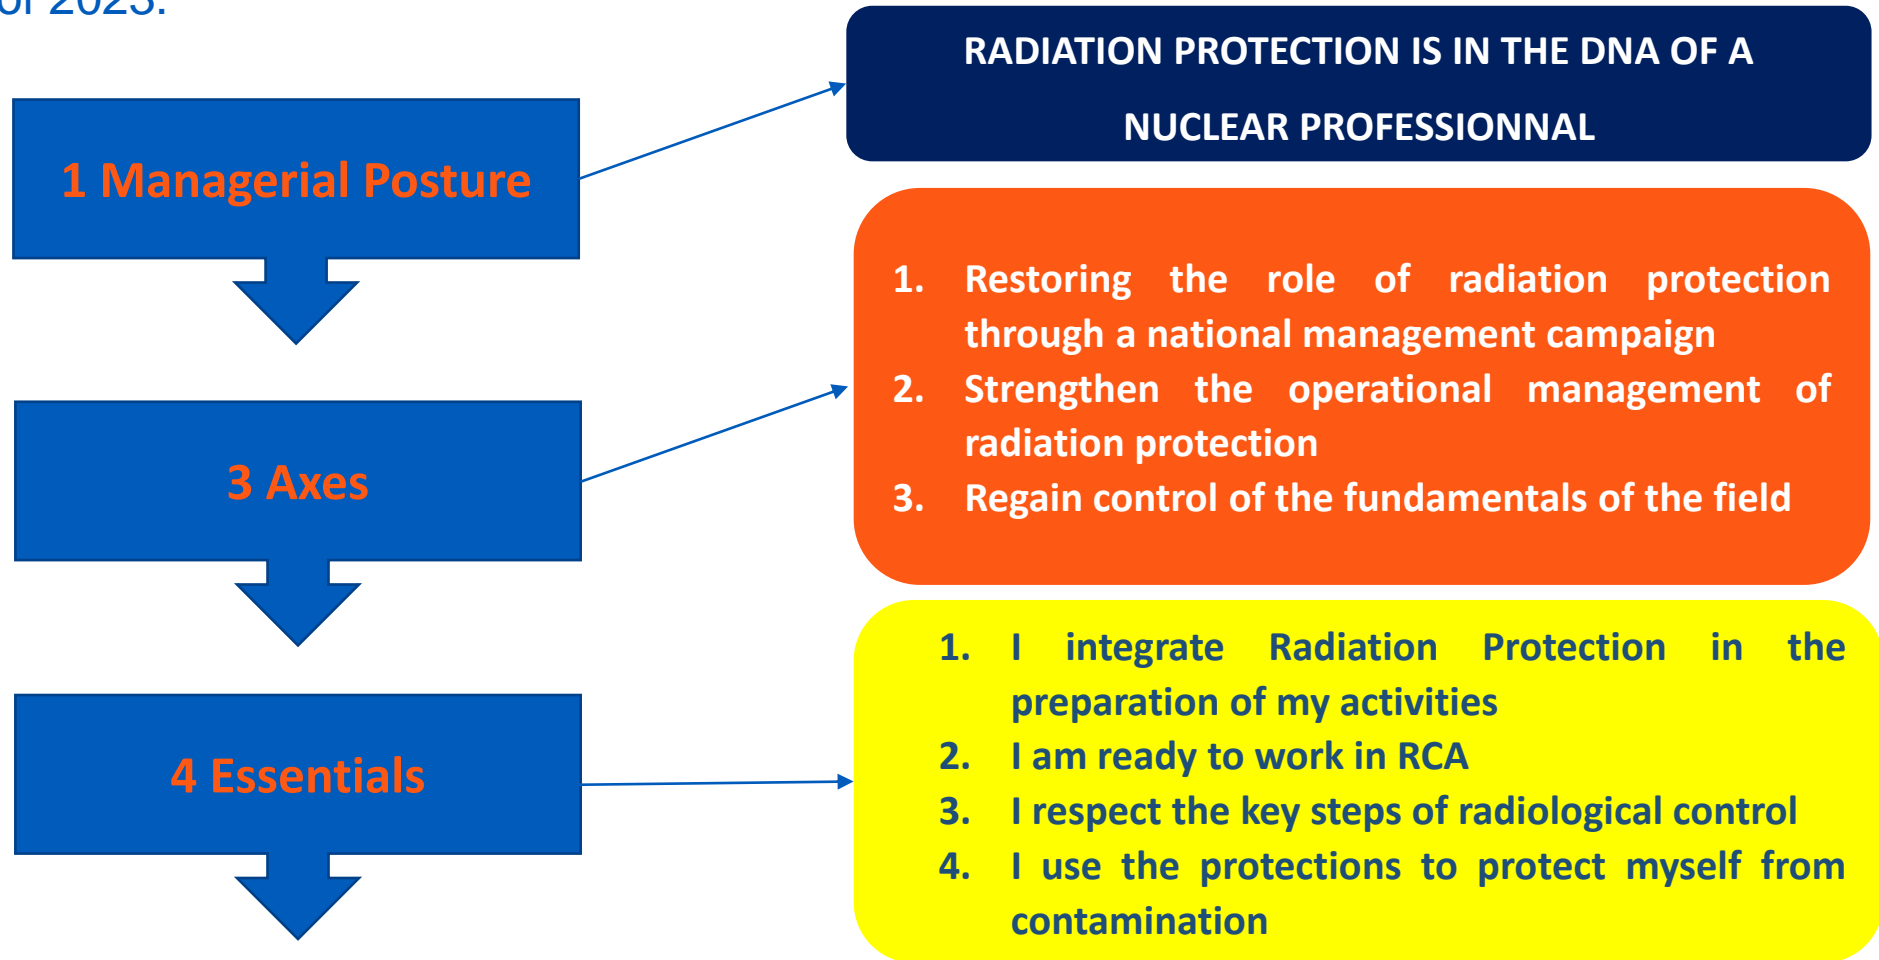 of 2023.
RADIATION PROTECTION IS IN THE DNA OF A
NUCLEAR PROFESSIONNAL
1 Managerial Posture
1. Restoring the role of radiation protection
through a national management campaign
2. Strengthen the operational management of
radiation protection
3. Regain control of the fundamentals of the field
3 Axes
1. I integrate Radiation Protection in the
preparation of my activities
2. I am ready to work in RCA
3. I respect the key steps of radiological control
4. I use the protections to protect myself from
contamination
4 Essentials